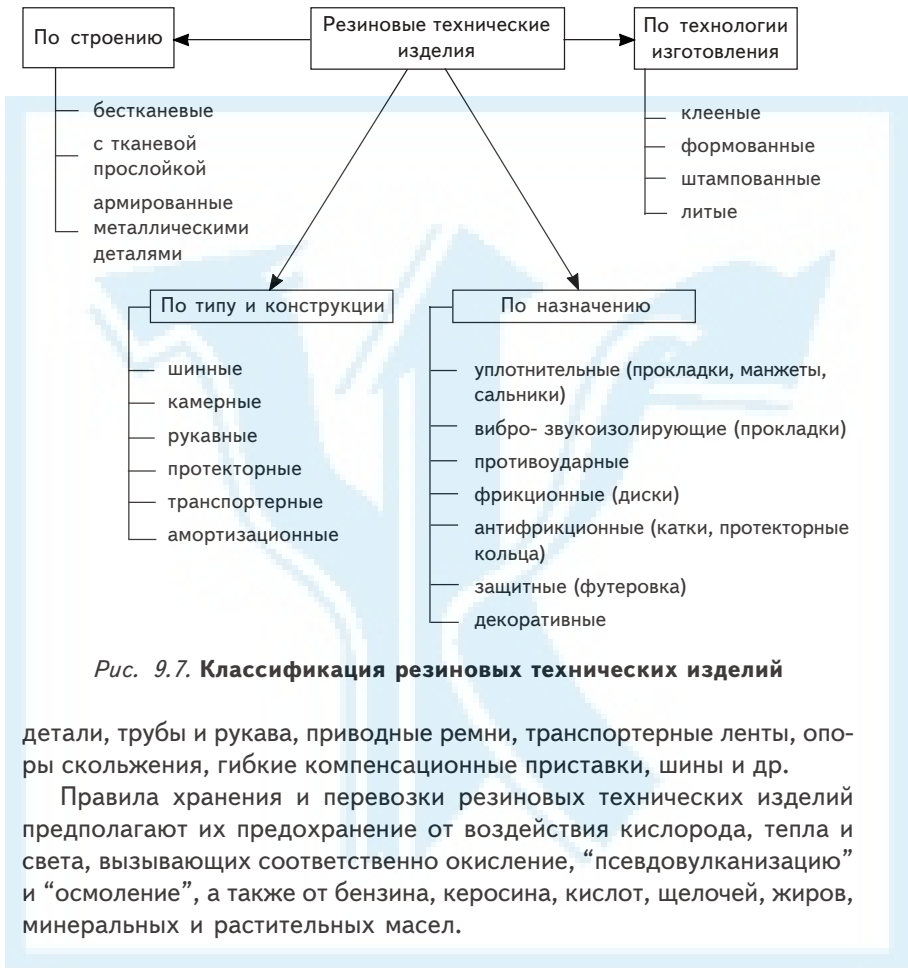 По строению
Резиновые технические
изделия
По технологии
изготовления
бестканевые
с тканевой
прослойкой
армированные
металлическими
деталями
клееные
формованные
штампованные
литые
По типу и конструкции
шинные
камерные
рукавные
протекторные
транспортерные
амортизационные
По назначению
уплотнительные (прокладки, манжеты,
сальники)
вибро- звукоизолирующие (прокладки)
противоударные
фрикционные (диски)
антифрикционные (катки, протекторные
кольца)
защитные (футеровка)
декоративные
Рис. 9.7. Классификация резиновых технических изделий
детали, трубы и рукава, приводные ремни, транспортерные ленты, опо-
ры скольжения, гибкие компенсационные приставки, шины и др.
Правила хранения и перевозки резиновых технических изделий
предполагают их предохранение от воздействия кислорода, тепла и
света, вызывающих соответственно окисление, “псевдовулканизацию”
и “осмоление”, а также от бензина, керосина, кислот, щелочей, жиров,
минеральных и растительных масел.